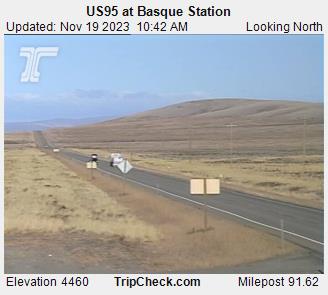 US95 at Basque Station
Updated: Nov 19 2023 10:42 AM Looking North
Elevation 4460 TripCheck.com Milepost 91.62